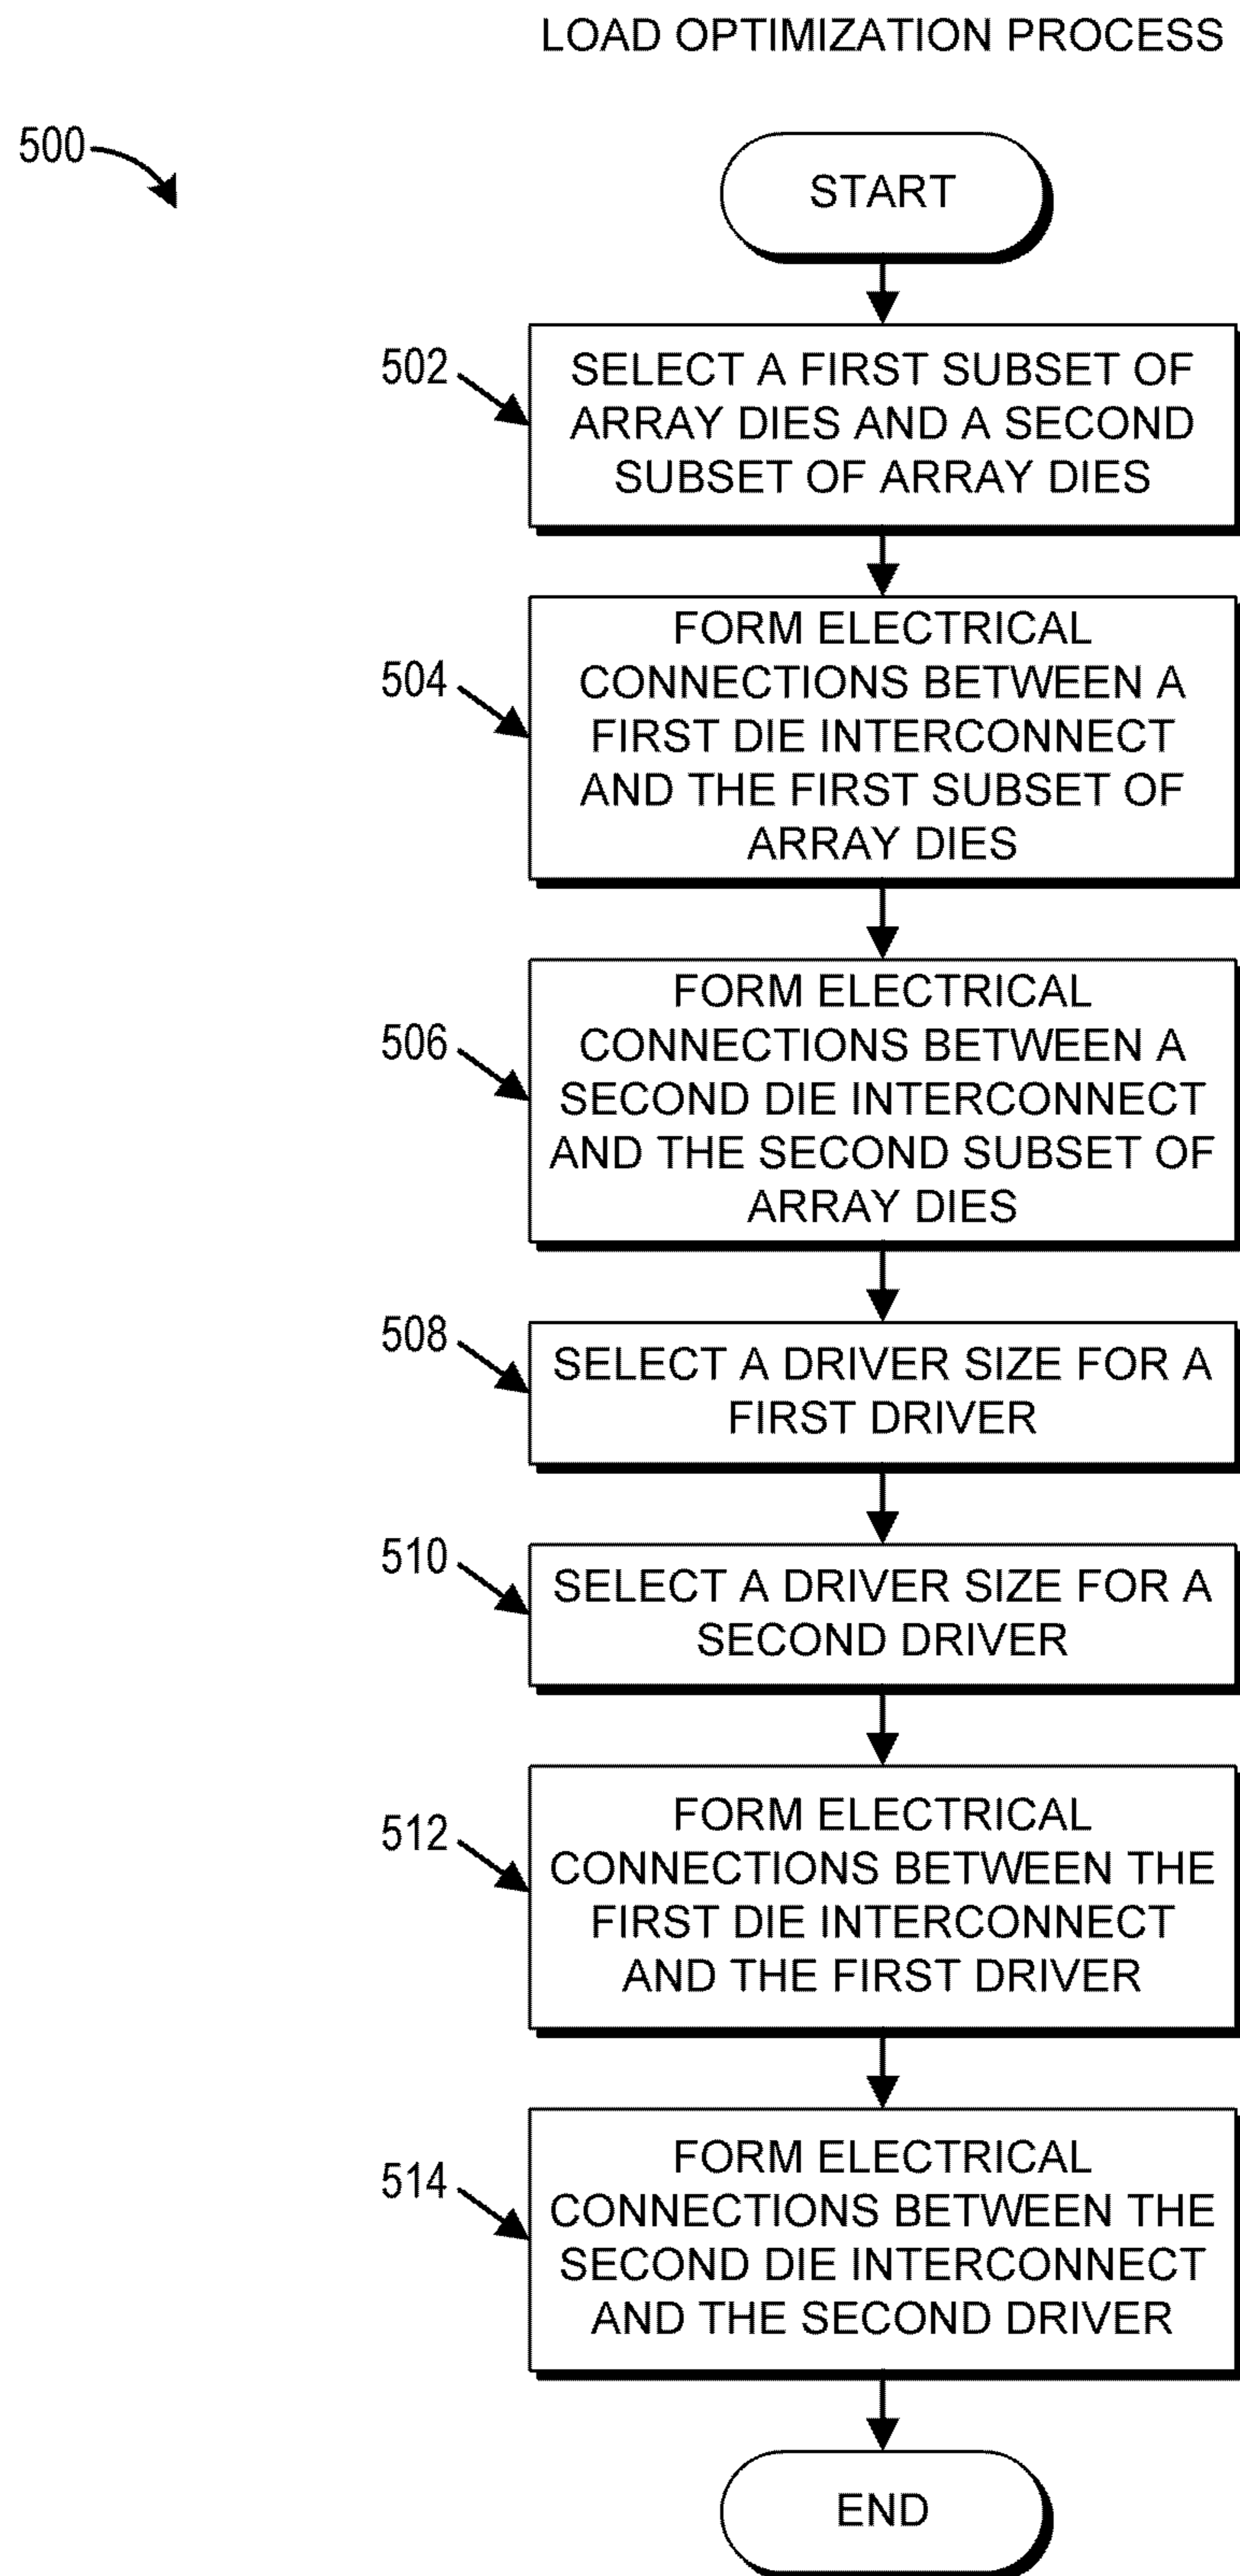 LOAD OPTIMIZATION PROCESS
500
START
502
SELECT A FIRST SUBSET OF
ARRAY DIES AND A SECOND
SUBSET OF ARRAY DIES
504
FORM ELECTRICAL
CONNECTIONS BETWEEN A
FIRST DIE INTERCONNECT
AND THE FIRST SUBSET OF
ARRAY DIES
506
FORM ELECTRICAL
CONNECTIONS BETWEEN A
SECOND DIE INTERCONNECT
AND THE SECOND SUBSET OF
ARRAY DIES
508
SELECT A DRIVER SIZE FOR A
FIRST DRIVER
510
SELECT A DRIVER SIZE FOR A
SECOND DRIVER
512
FORM ELECTRICAL
CONNECTIONS BETWEEN THE
FIRST DIE INTERCONNECT
AND THE FIRST DRIVER
514
FORM ELECTRICAL
CONNECTIONS BETWEEN THE
SECOND DIE INTERCONNECT
AND THE SECOND DRIVER
END